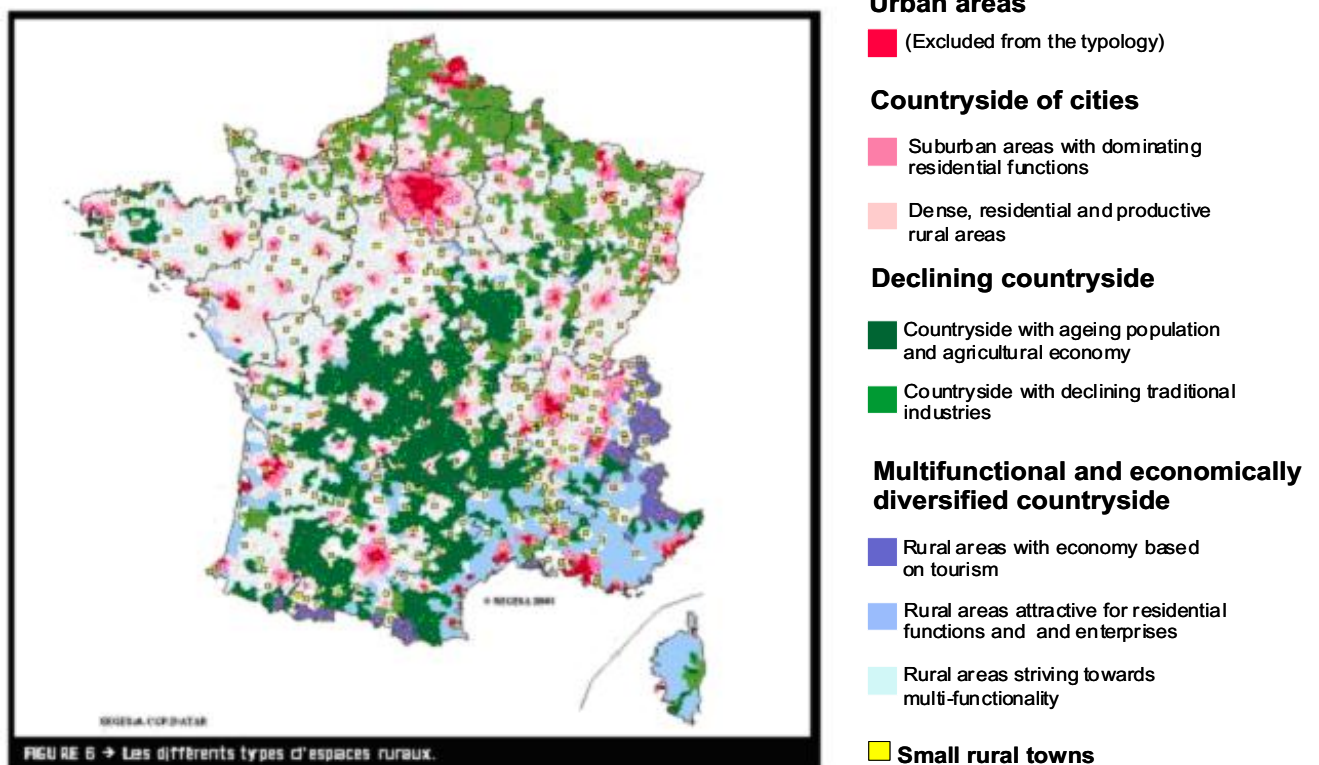 Urban areas
(Excluded from the typology)
Countryside of cities
Suburban areas with dominating
residential functions
Dense, residential and productive
rural areas
Declining countryside
Countryside with ageing population
and agricultural economy
Countryside with declining traditional
industries
Multifunctional and economically
diversified countryside
Rural areas with economy based
on tourism
Rural areas attractive for residential
functions and and enterprises
Rural areas striving towards
multi-functionality
Small rural towns
FIGURE 6 → Les différents types d'espaces ruraux.